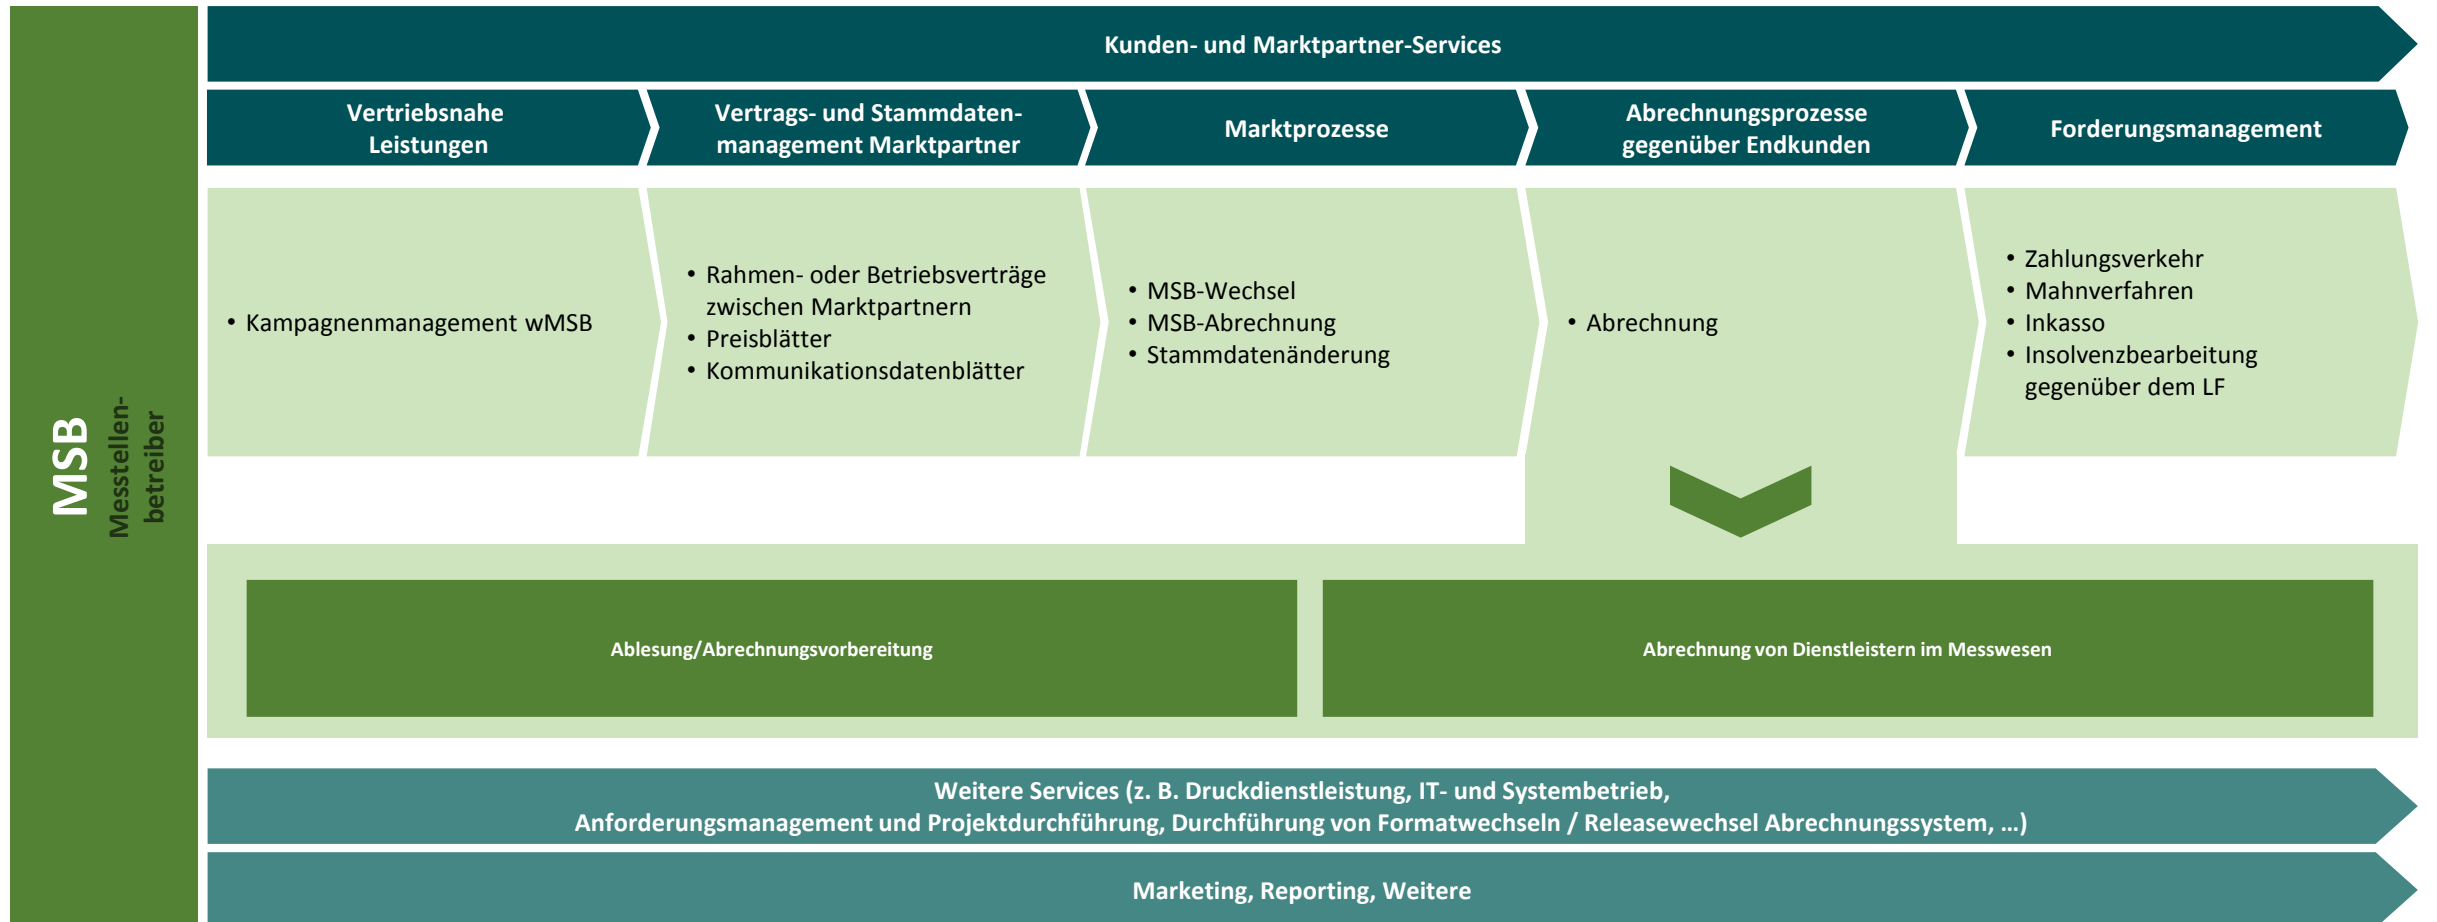 MSB
Messtellen-
betreiber
Kunden- und Marktpartner-Services
Vertriebsnahe
Leistungen
Vertrags- und Stammdaten-
management Marktpartner
Marktprozesse
Abrechnungsprozesse
gegenüber Endkunden
Forderungsmanagement
• Kampagnenmanagement wMSB
• Rahmen- oder Betriebsverträge
zwischen Marktpartnern
• Preisblätter
• Kommunikationsdatenblätter
• MSB-Wechsel
• MSB-Abrechnung
• Stammdatenänderung
• Abrechnung
• Zahlungsverkehr
• Mahnverfahren
• Inkasso
• Insolvenzbearbeitung
gegenüber dem LF
Ablesung/Abrechnungsvorbereitung
Abrechnung von Dienstleistern im Messwesen
Weitere Services (z. B. Druckdienstleistung, IT- und Systembetrieb,
Anforderungsmanagement und Projektdurchführung, Durchführung von Formatwechseln / Releasewechsel Abrechnungssystem, …)
Marketing, Reporting, Weitere